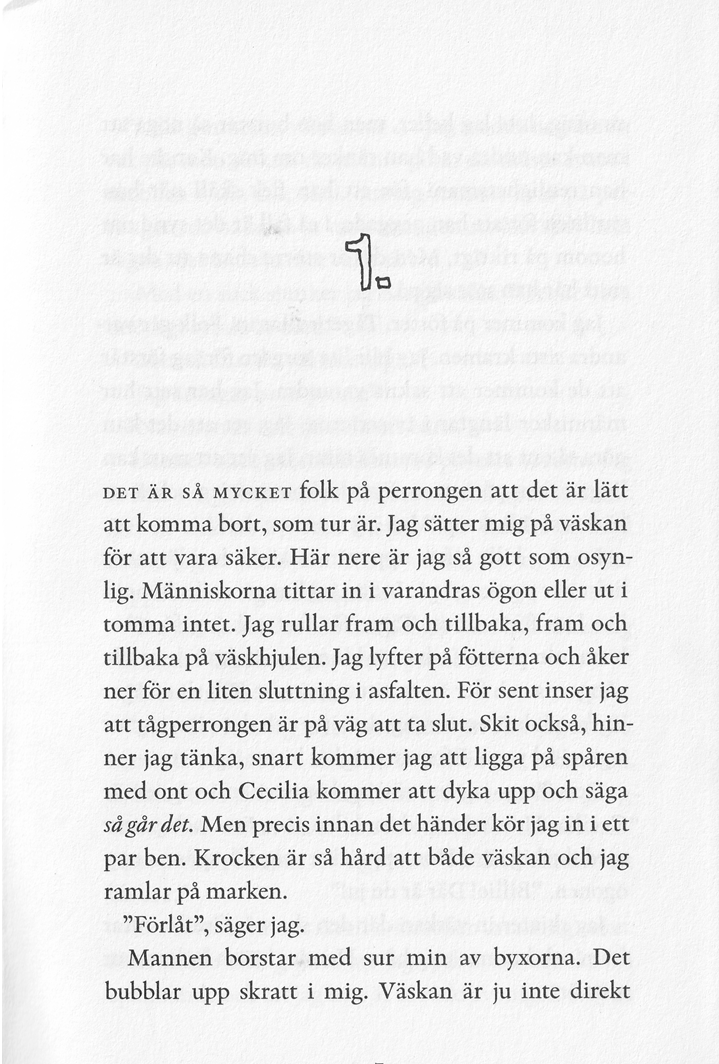 1.
DET ÄR SÅ MYCKET folk på perrongen att det är lätt
att komma bort, som tur är. Jag sätter mig på väskan
för att vara säker. Här nere är jag så gott som osyn-
lig. Människorna tittar in i varandras ögon eller ut i
tomma intet. Jag rullar fram och tillbaka, fram och
tillbaka på väskhjulen. Jag lyfter på fötterna och åker
ner för en liten sluttning i asfalten. För sent inser jag
att tågperrongen är på väg att ta slut. Skit också, hin-
ner jag tänka, snart kommer jag att ligga på spåren
med ont och Cecilia kommer att dyka upp och säga
så går det. Men precis innan det händer kör jag in i ett
par ben. Krocken är så hård att både väskan och jag
ramlar på marken.
”Förlåt”, säger jag.
Mannen borstar med sur min av byxorna. Det
bubblar upp skratt i mig. Väskan är ju inte direkt